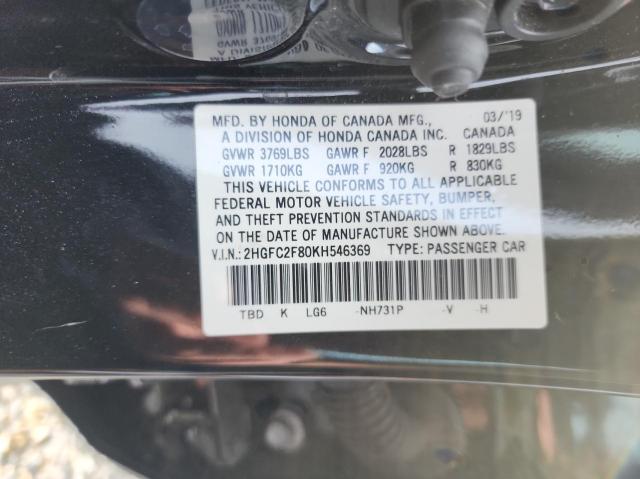 MFD. BY HONDA OF CANADA MFG., 03/'19
A DIVISION OF HONDA CANADA INC. CANADA
GVWR 3769LBS GAWR F 2028LBS R 1829LBS
GVWR 1710KG GAWR F 920KG R 830KG
THIS VEHICLE CONFORMS TO ALL APPLICABLE
FEDERAL MOTOR VEHICLE SAFETY, BUMPER,
AND THEFT PREVENTION STANDARDS IN EFFECT
ON THE DATE OF MANUFACTURE SHOWN ABOVE.
V.I.N.: 2HGFC2F80KH546369 TYPE: PASSENGER CAR
TBD K LG6 -NH731P -V -H